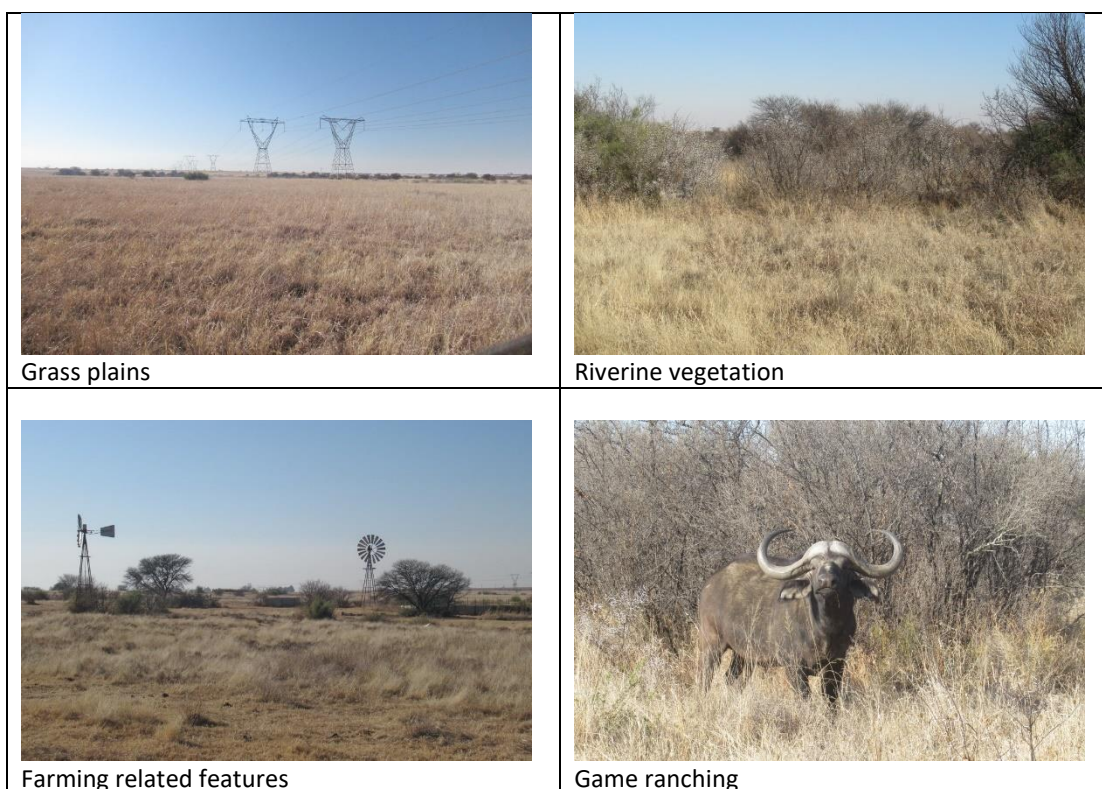 Grass plains
Riverine vegetation
Farming related features
Game ranching